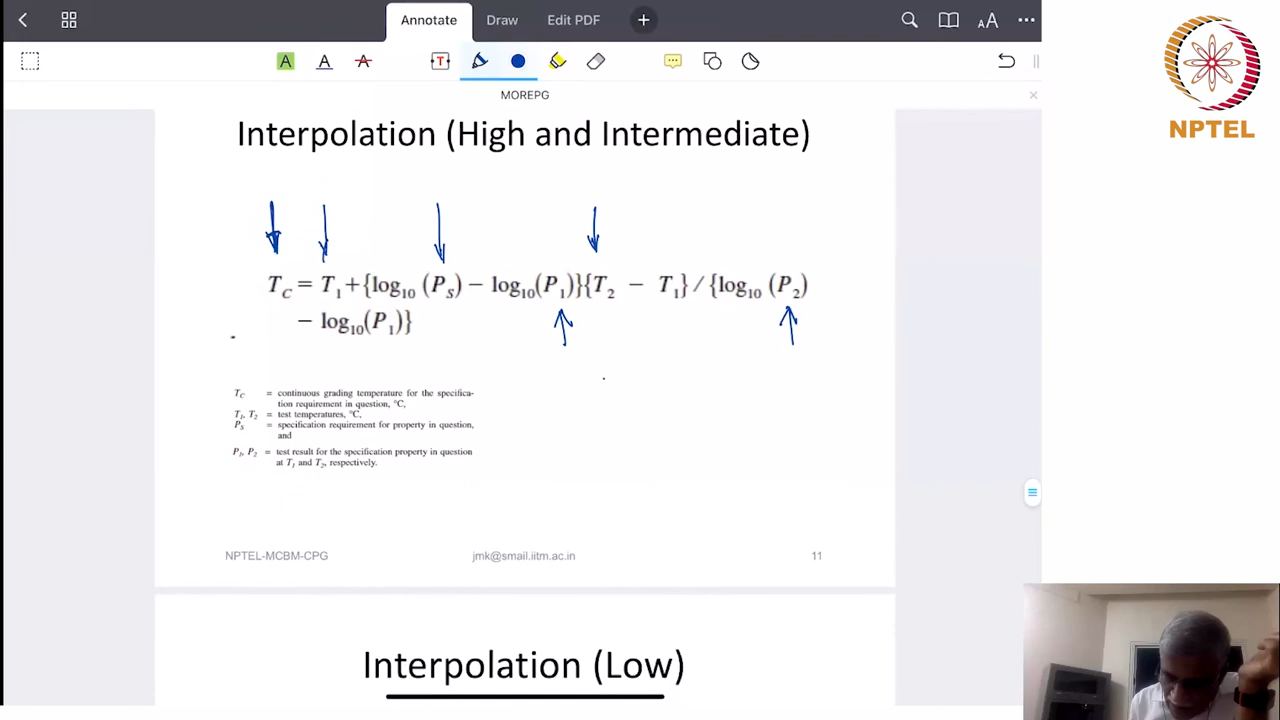 Annotate Draw Edit PDF
A A A T AA
MOREPG
NPTEL
Interpolation (High and Intermediate)
T_C = T_1 + {log_10 (P_S) − log_10(P_1)}{T_2 − T_1} / {log_10 (P_2)
− log_10(P_1)}
T_C = continuous grading temperature for the specifica-
tion requirement in question, °C,
T_1, T_2 = test temperatures, °C,
P_S = specification requirement for property in question,
and
P_1, P_2 = test result for the specification property in question
at T_1 and T_2, respectively.
NPTEL-MCBM-CPG jmk@smail.iitm.ac.in 11
Interpolation (Low)